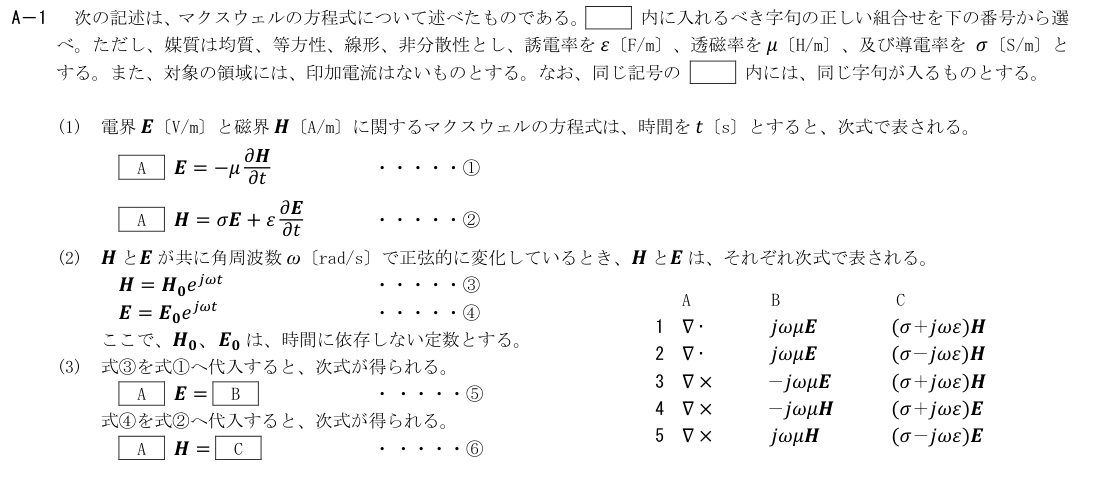 A－1　次の記述は、マクスウェルの方程式について述べたものである。□　内に入れるべき字句の正しい組合せを下の番号から選
べ。ただし、媒質は均質、等方性、線形、非分散性とし、誘電率を ε〔F/m〕、透磁率を μ〔H/m〕、及び導電率を σ〔S/m〕と
する。また、対象の領域には、印加電流はないものとする。なお、同じ記号の □ 内には、同じ字句が入るものとする。
(1)　電界 E〔V/m〕と磁界 H〔A/m〕に関するマクスウェルの方程式は、時間を t〔s〕とすると、次式で表される。
A E = −μ ∂H/∂t ・・・・・①
A H = σE + ε ∂E/∂t ・・・・・②
(2)　H と E が共に角周波数 ω〔rad/s〕で正弦的に変化しているとき、H と E は、それぞれ次式で表される。
H = H₀e^{jωt} ・・・・・③
E = E₀e^{jωt} ・・・・・④
ここで、H₀、E₀ は、時間に依存しない定数とする。
(3)　式③を式①へ代入すると、次式が得られる。
A E = B ・・・・・⑤
式④を式②へ代入すると、次式が得られる。
A H = C ・・・・・⑥
A B C
1 ∇・ jωμE (σ＋jωε)H
2 ∇・ jωμE (σ−jωε)H
3 ∇× −jωμE (σ＋jωε)H
4 ∇× −jωμH (σ＋jωε)E
5 ∇× jωμH (σ−jωε)E